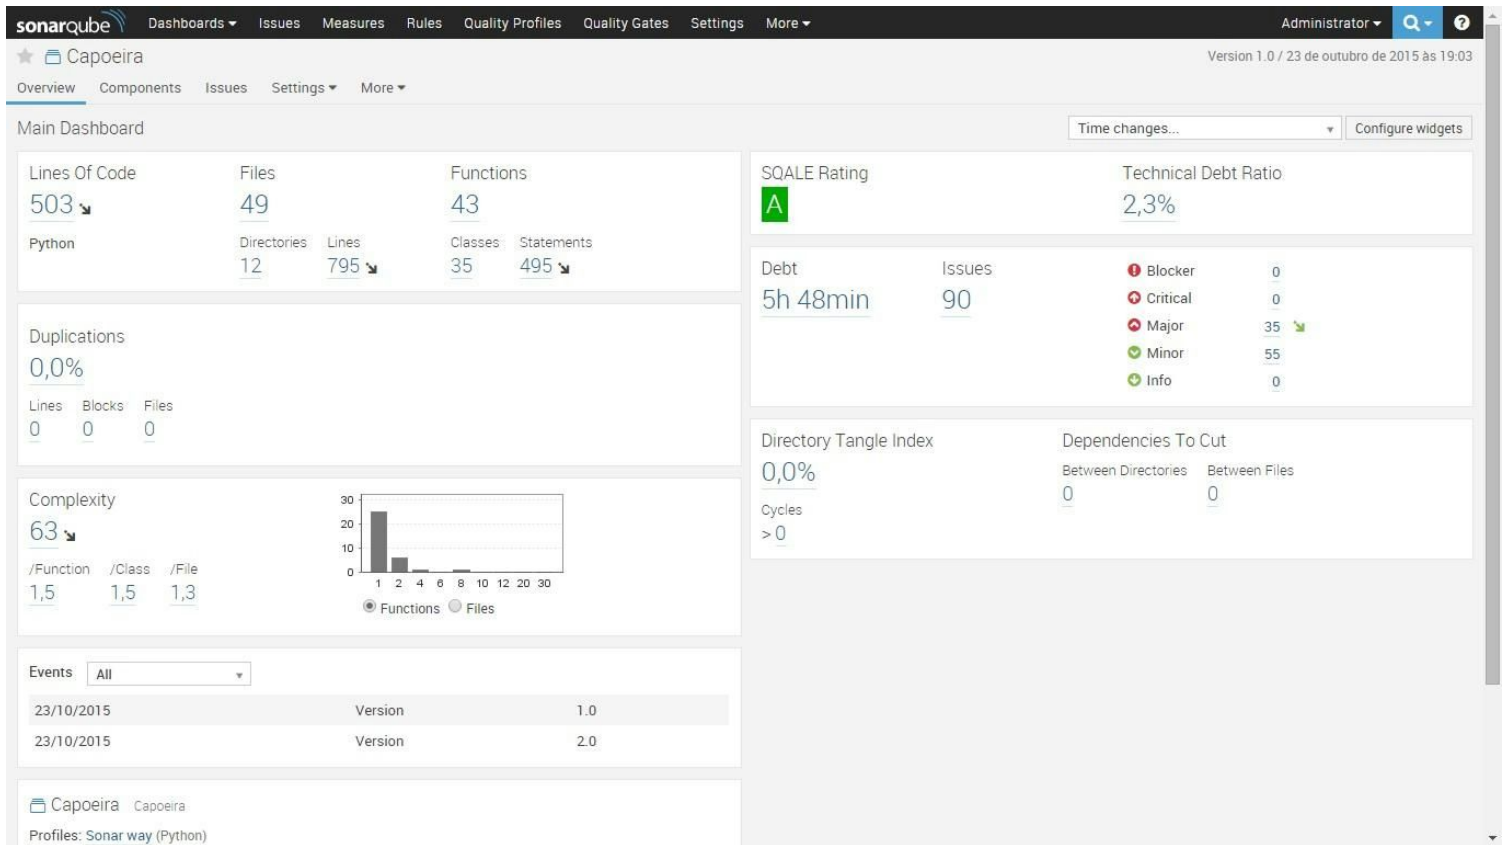 sonarqube Dashboards Issues Measures Rules Quality Profiles Quality Gates Settings More Administrator
Capoeira
Version 1.0 / 23 de outubro de 2015 às 19:03
Overview Components Issues Settings More
Main Dashboard
Time changes... Configure widgets
Lines Of Code Files Functions
503 49 43
Python
Directories Lines Classes Statements
12 795 35 495
Duplications
0,0%
Lines Blocks Files
0 0 0
Complexity
63
/Function /Class /File
1,5 1,5 1,3
30
20
10
0
1 2 4 6 8 10 12 20 30
Functions Files
Events All
23/10/2015 Version 1.0
23/10/2015 Version 2.0
Capoeira Capoeira
Profiles: Sonar way (Python)
SQALE Rating Technical Debt Ratio
A 2,3%
Debt Issues
5h 48min 90
Blocker 0
Critical 0
Major 35
Minor 55
Info 0
Directory Tangle Index Dependencies To Cut
0,0%
Between Directories Between Files
0 0
Cycles
> 0